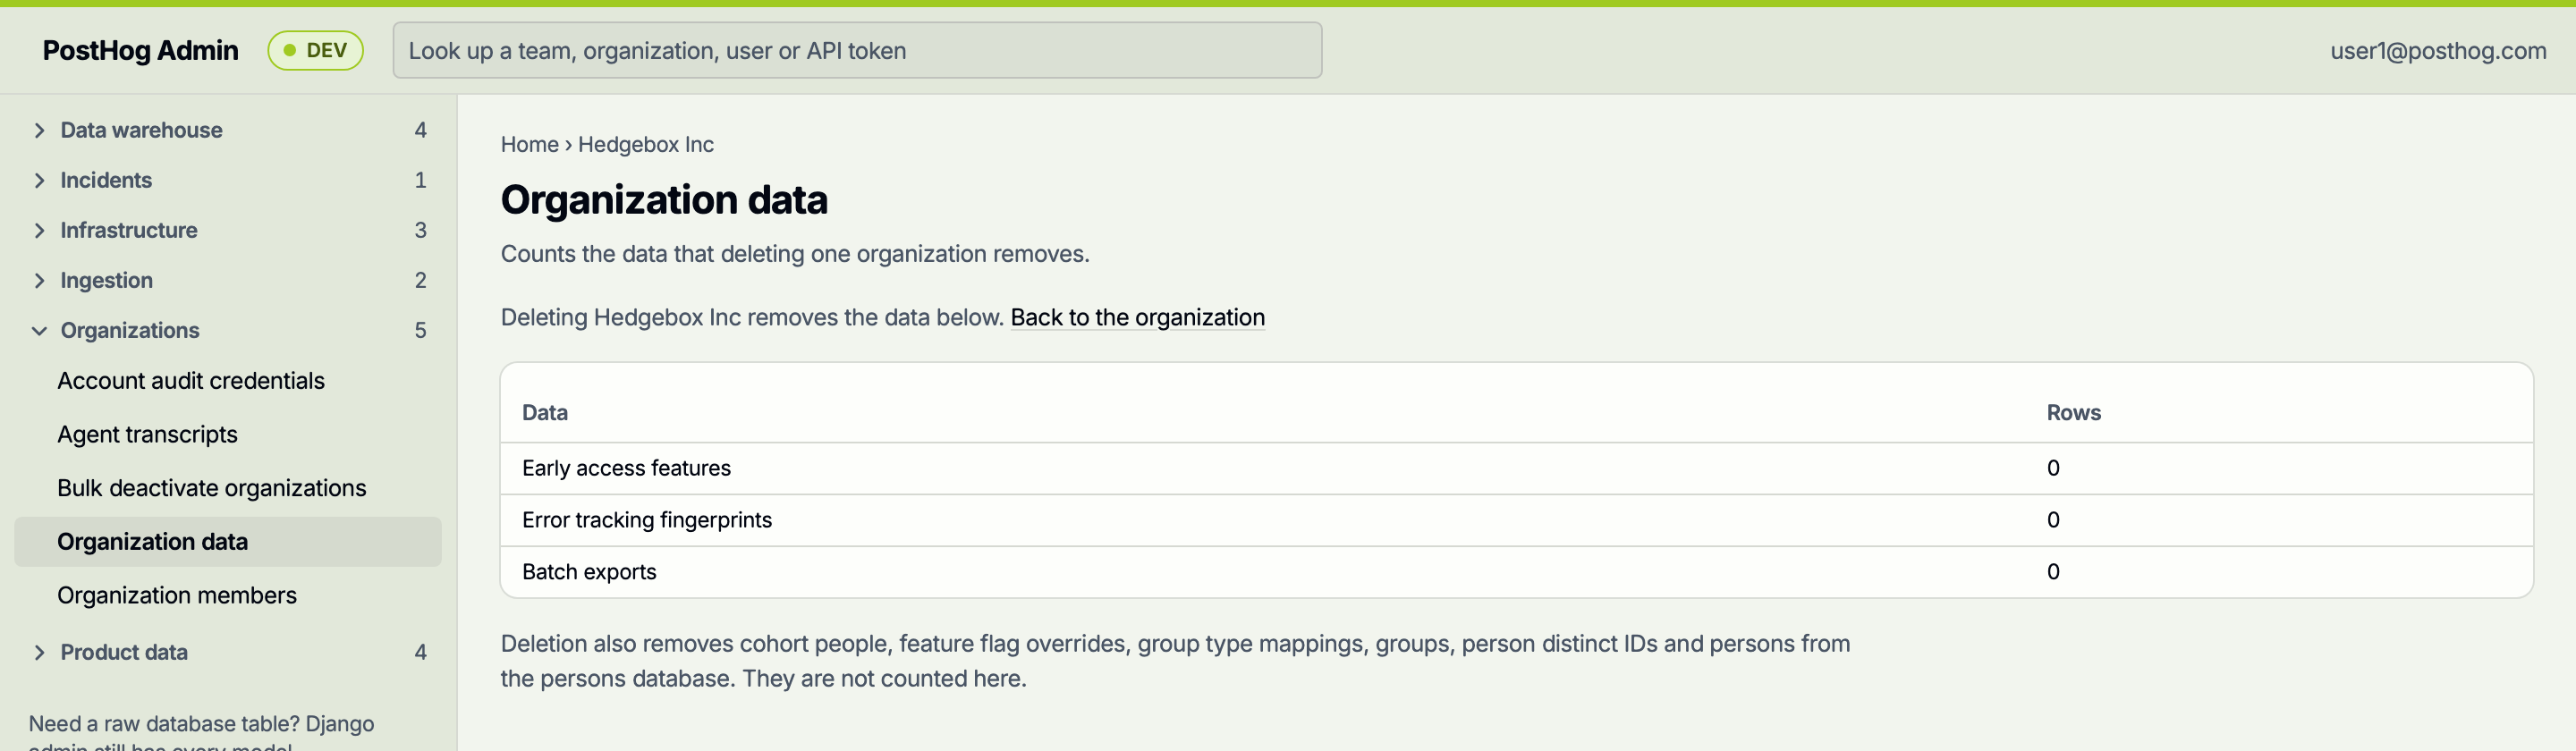 PostHog Admin
DEV
Look up a team, organization, user or API token
user1@posthog.com
Data warehouse 4
Incidents 1
Infrastructure 3
Ingestion 2
Organizations 5
Account audit credentials
Agent transcripts
Bulk deactivate organizations
Organization data
Organization members
Product data 4
Need a raw database table? Django
admin still has every model
Home › Hedgebox Inc
Organization data
Counts the data that deleting one organization removes.
Deleting Hedgebox Inc removes the data below. Back to the organization
Data Rows
Early access features 0
Error tracking fingerprints 0
Batch exports 0
Deletion also removes cohort people, feature flag overrides, group type mappings, groups, person distinct IDs and persons from
the persons database. They are not counted here.